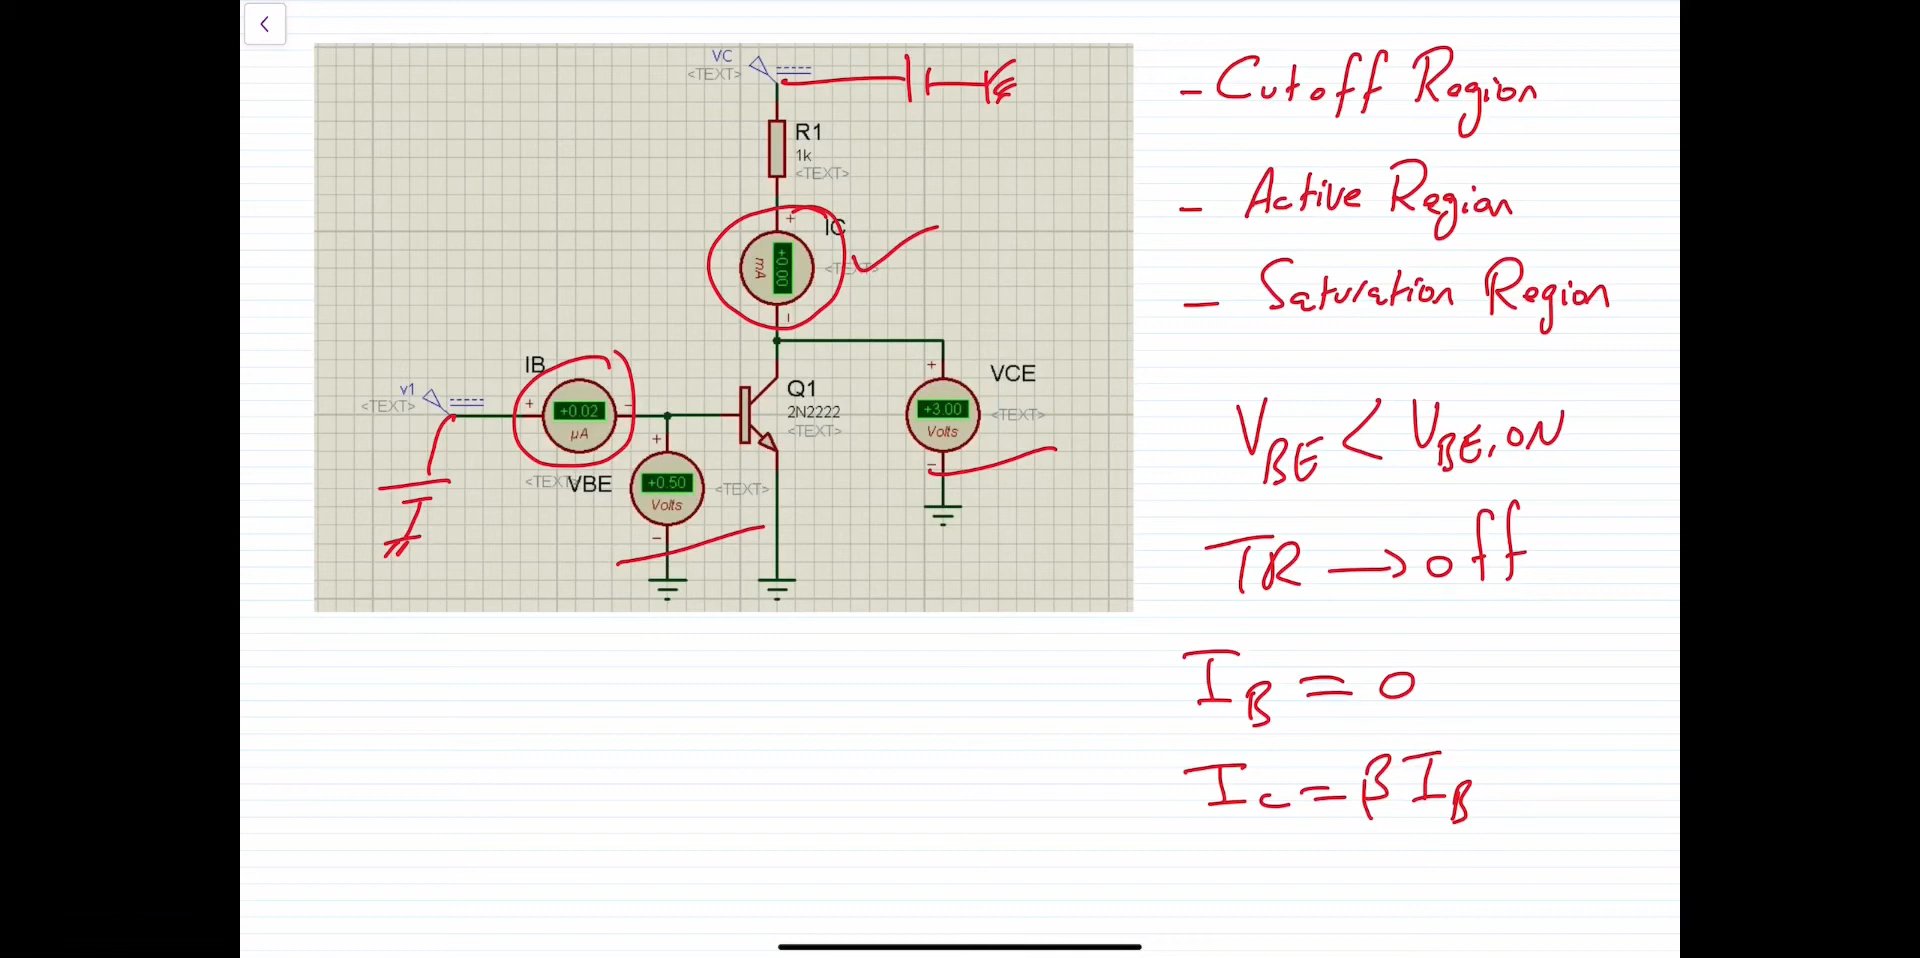 VC
<TEXT>
R1
1k
<TEXT>
+
IC
+0.00
mA
<TEXT>
IB
v1
<TEXT>
+
+0.02
µA
−
<TEXT>
VBE
+
+0.50
Volts
−
<TEXT>
Q1
2N2222
<TEXT>
VCE
+
+3.00
Volts
−
<TEXT>
- Cutoff Region
- Active Region
- Saturation Region
VBE < VBE,ON
TR → off
IB = 0
Ic = β IB